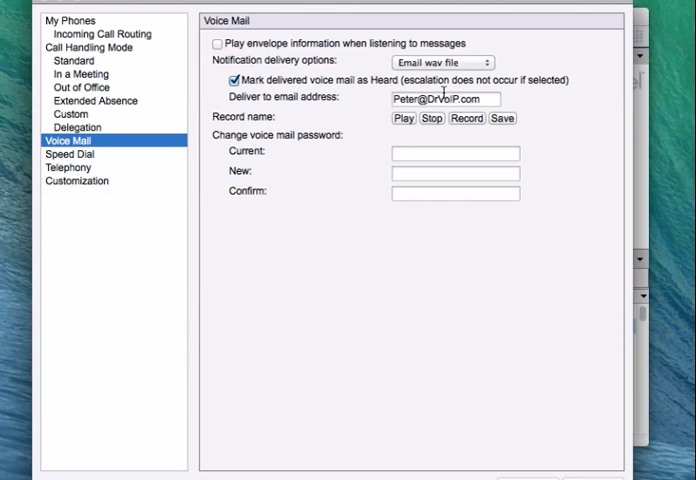 My Phones
Incoming Call Routing
Call Handling Mode
Standard
In a Meeting
Out of Office
Extended Absence
Custom
Delegation
Voice Mail
Speed Dial
Telephony
Customization
Voice Mail
Play envelope information when listening to messages
Notification delivery options: Email wav file
Mark delivered voice mail as Heard (escalation does not occur if selected)
Deliver to email address: Peter@DrVoIP.com
Record name: Play Stop Record Save
Change voice mail password:
Current:
New:
Confirm: